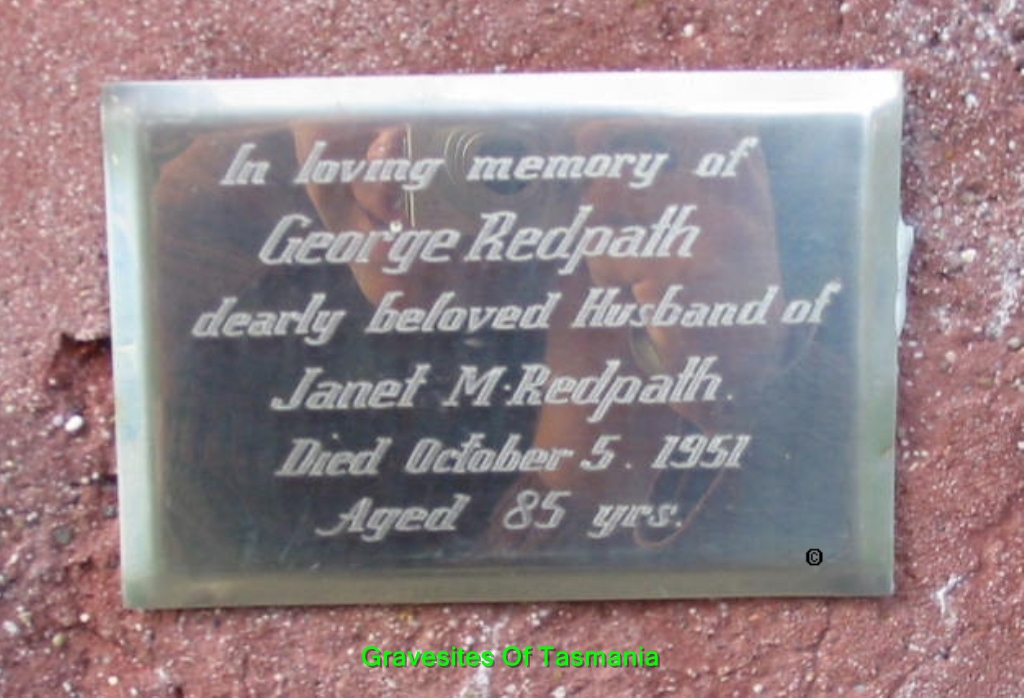 In loving memory of
George Redpath
dearly beloved Husband of
Janet M. Redpath.
Died October 5. 1951
Aged 85 yrs.
©
Gravesites Of Tasmania